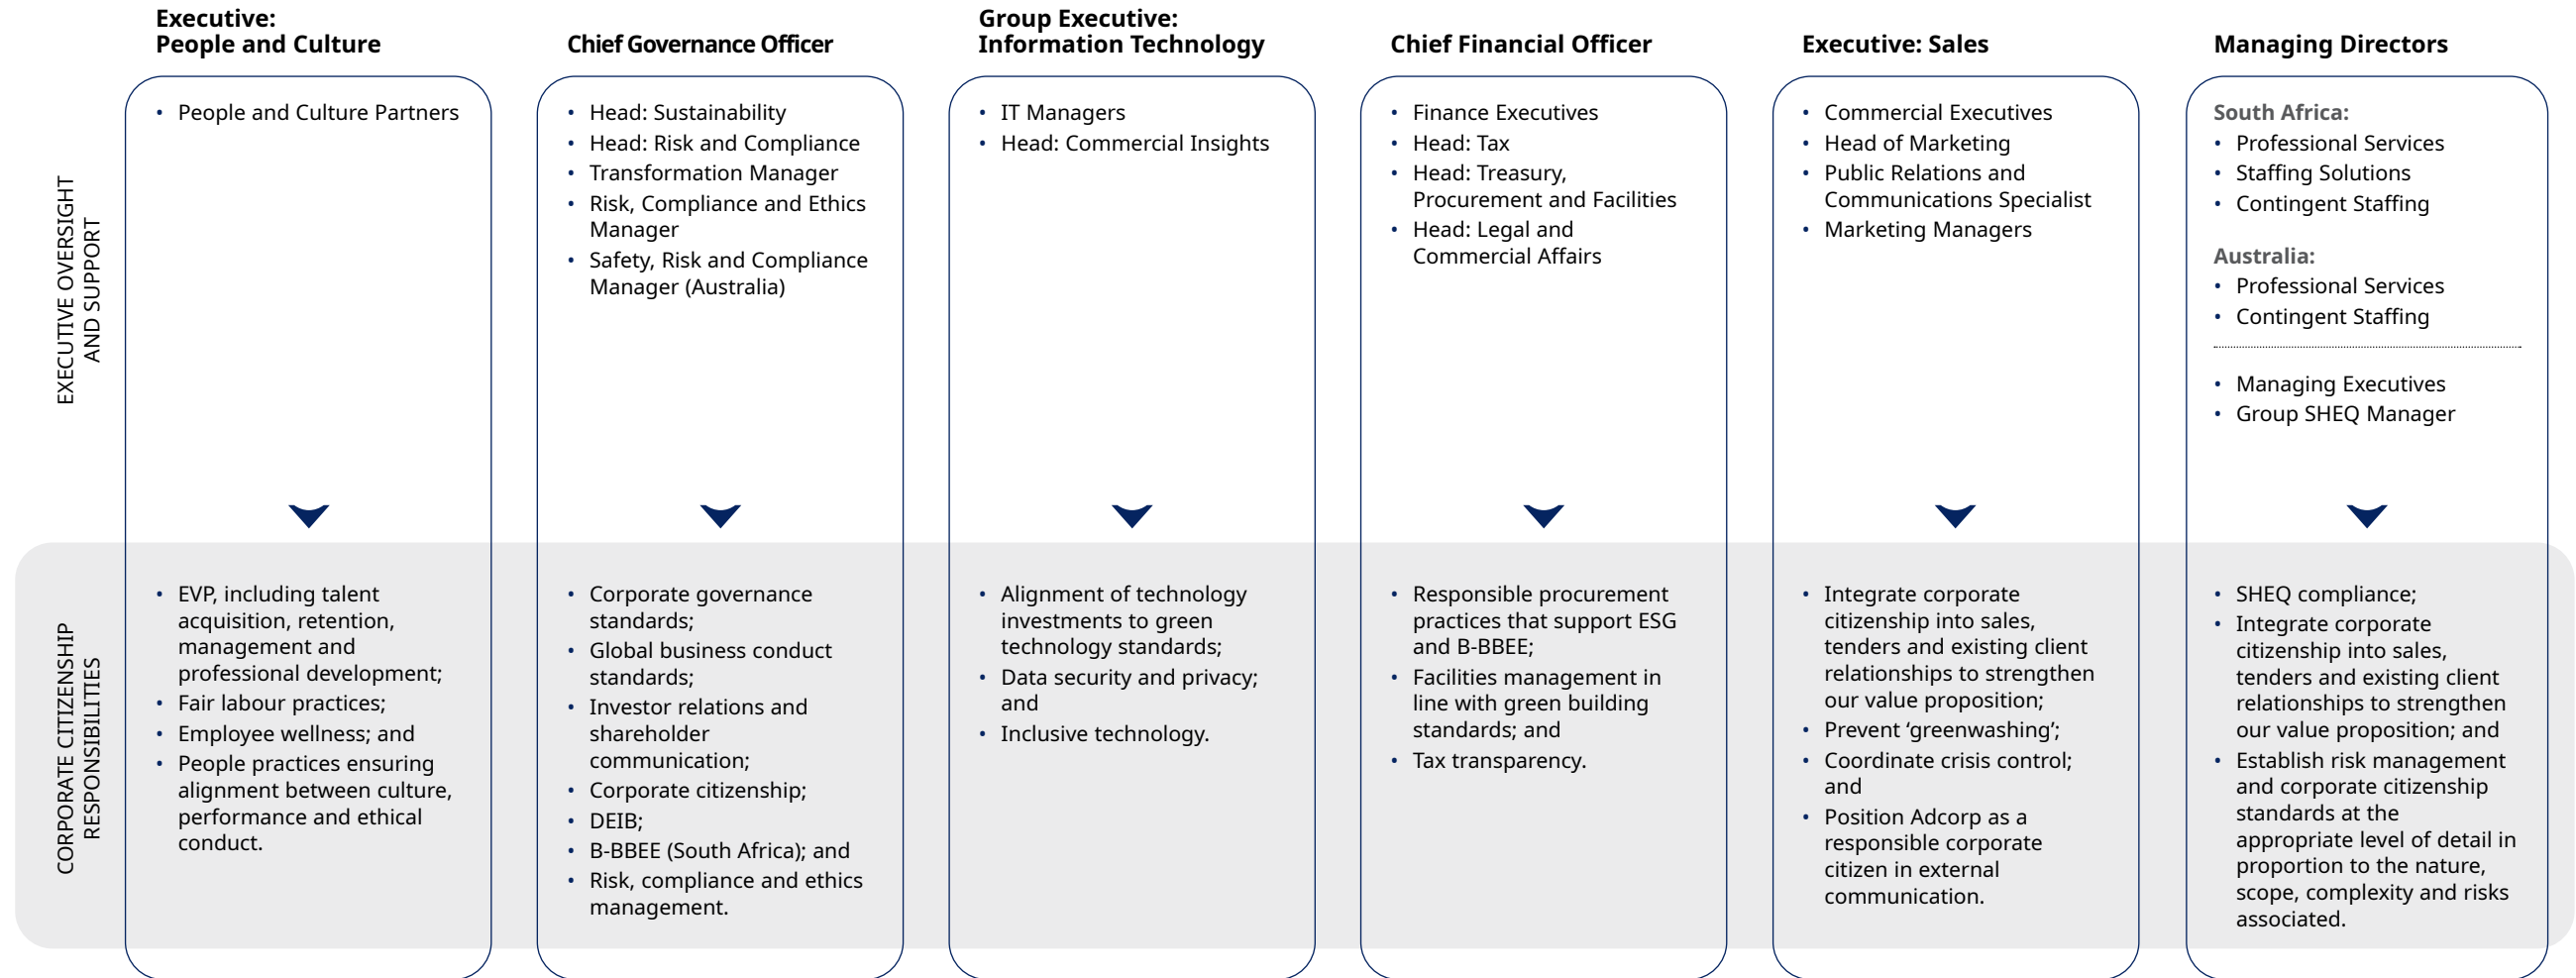 Executive:
People and Culture
Chief Governance Officer
Group Executive:
Information Technology
Chief Financial Officer
Executive: Sales
Managing Directors
EXECUTIVE OVERSIGHT
AND SUPPORT
• People and Culture Partners
• Head: Sustainability
• Head: Risk and Compliance
• Transformation Manager
• Risk, Compliance and Ethics
Manager
• Safety, Risk and Compliance
Manager (Australia)
• IT Managers
• Head: Commercial Insights
• Finance Executives
• Head: Tax
• Head: Treasury,
Procurement and Facilities
• Head: Legal and
Commercial Affairs
• Commercial Executives
• Head of Marketing
• Public Relations and
Communications Specialist
• Marketing Managers
South Africa:
• Professional Services
• Staffing Solutions
• Contingent Staffing
Australia:
• Professional Services
• Contingent Staffing
• Managing Executives
• Group SHEQ Manager
CORPORATE CITIZENSHIP
RESPONSIBILITIES
• EVP, including talent
acquisition, retention,
management and
professional development;
• Fair labour practices;
• Employee wellness; and
• People practices ensuring
alignment between culture,
performance and ethical
conduct.
• Corporate governance
standards;
• Global business conduct
standards;
• Investor relations and
shareholder
communication;
• Corporate citizenship;
• DEIB;
• B-BBEE (South Africa); and
• Risk, compliance and ethics
management.
• Alignment of technology
investments to green
technology standards;
• Data security and privacy;
and
• Inclusive technology.
• Responsible procurement
practices that support ESG
and B-BBEE;
• Facilities management in
line with green building
standards; and
• Tax transparency.
• Integrate corporate
citizenship into sales,
tenders and existing client
relationships to strengthen
our value proposition;
• Prevent ‘greenwashing’;
• Coordinate crisis control;
and
• Position Adcorp as a
responsible corporate
citizen in external
communication.
• SHEQ compliance;
• Integrate corporate
citizenship into sales,
tenders and existing client
relationships to strengthen
our value proposition; and
• Establish risk management
and corporate citizenship
standards at the
appropriate level of detail in
proportion to the nature,
scope, complexity and risks
associated.